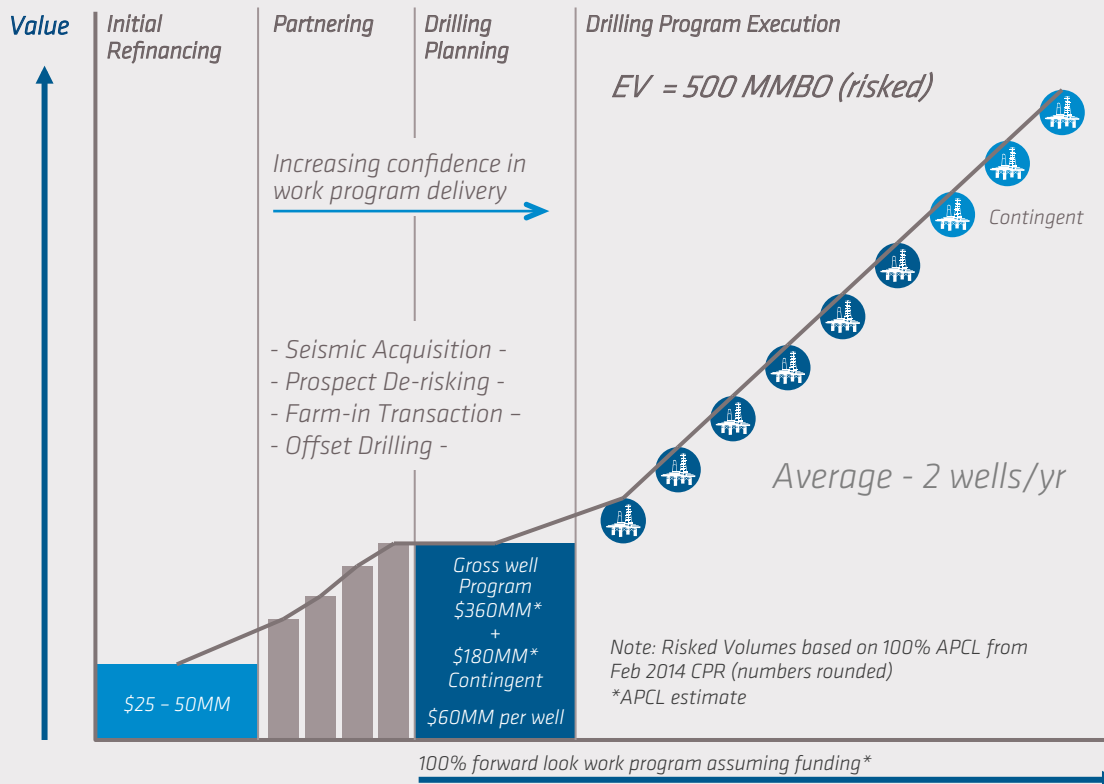 Value
Initial
Refinancing
Partnering
Drilling
Planning
Drilling Program Execution
EV = 500 MMBO (risked)
Increasing confidence in
work program delivery
Contingent
- Seismic Acquisition -
- Prospect De-risking -
- Farm-in Transaction –
- Offset Drilling -
Average - 2 wells/yr
Gross well
Program
$360MM*
+
$180MM*
Contingent
$60MM per well
$25 – 50MM
Note: Risked Volumes based on 100% APCL from
Feb 2014 CPR (numbers rounded)
*APCL estimate
100% forward look work program assuming funding*